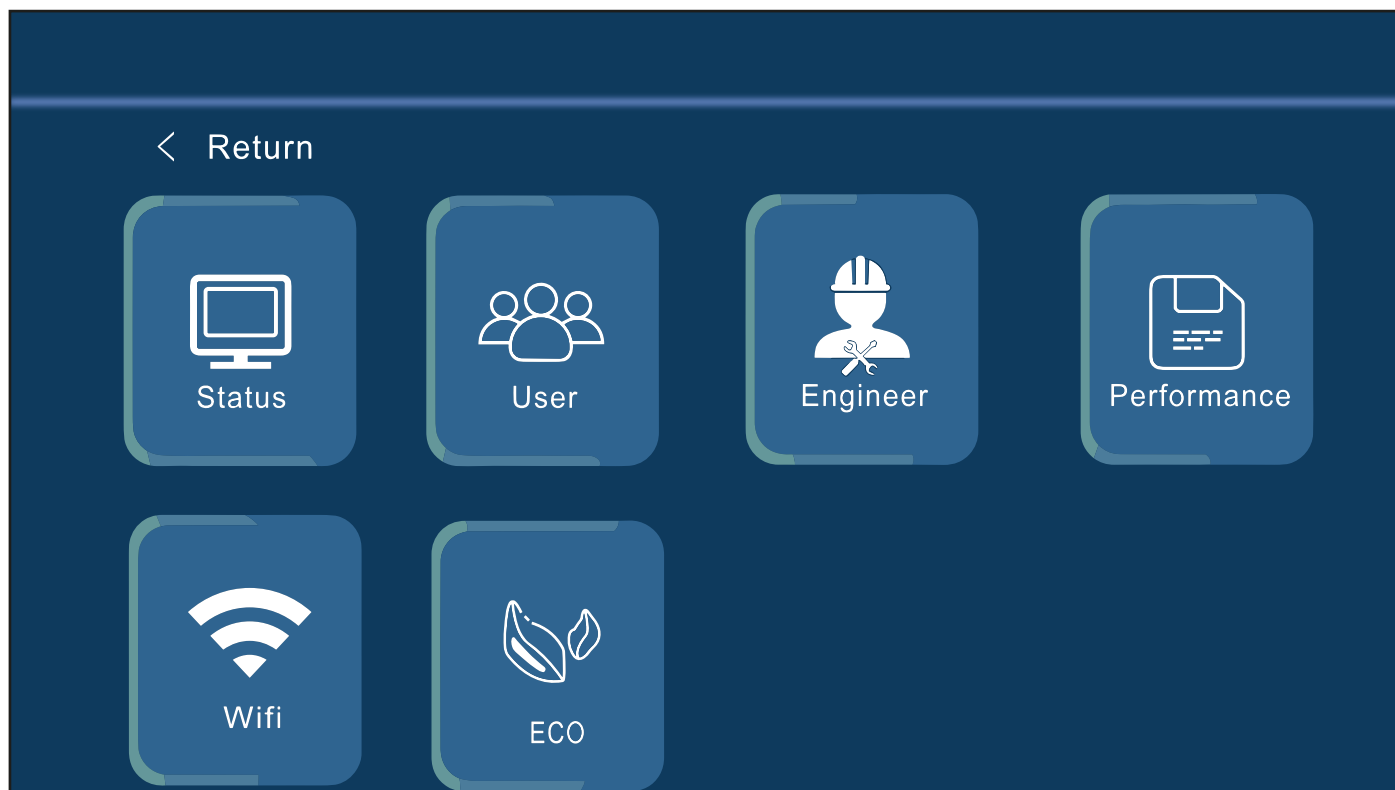 Return
Status
User
Engineer
Performance
Wifi
ECO